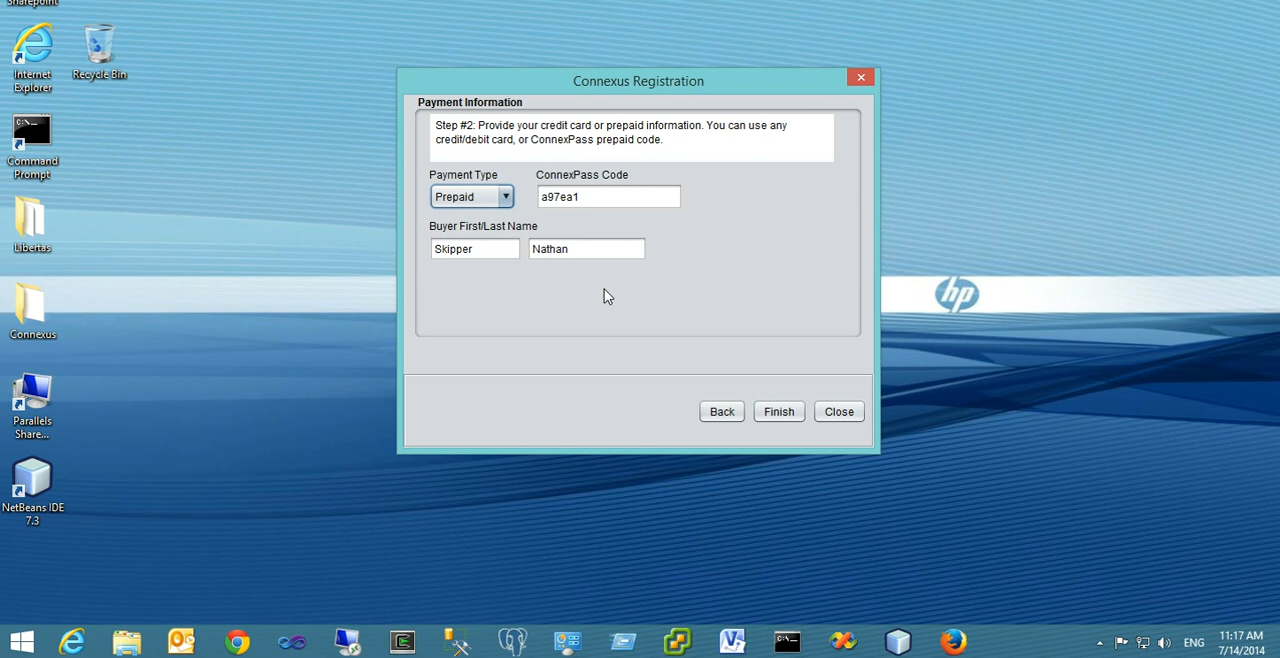 Sharepoint
Internet
Explorer
Recycle Bin
Command
Prompt
Libertas
Connexus
Parallels
Share...
NetBeans IDE
7.3
Connexus Registration
Payment Information
Step #2: Provide your credit card or prepaid information. You can use any
credit/debit card, or ConnexPass prepaid code.
Payment Type
ConnexPass Code
Prepaid
a97ea1
Buyer First/Last Name
Skipper
Nathan
Back
Finish
Close
hp
ENG
11:17 AM
7/14/2014